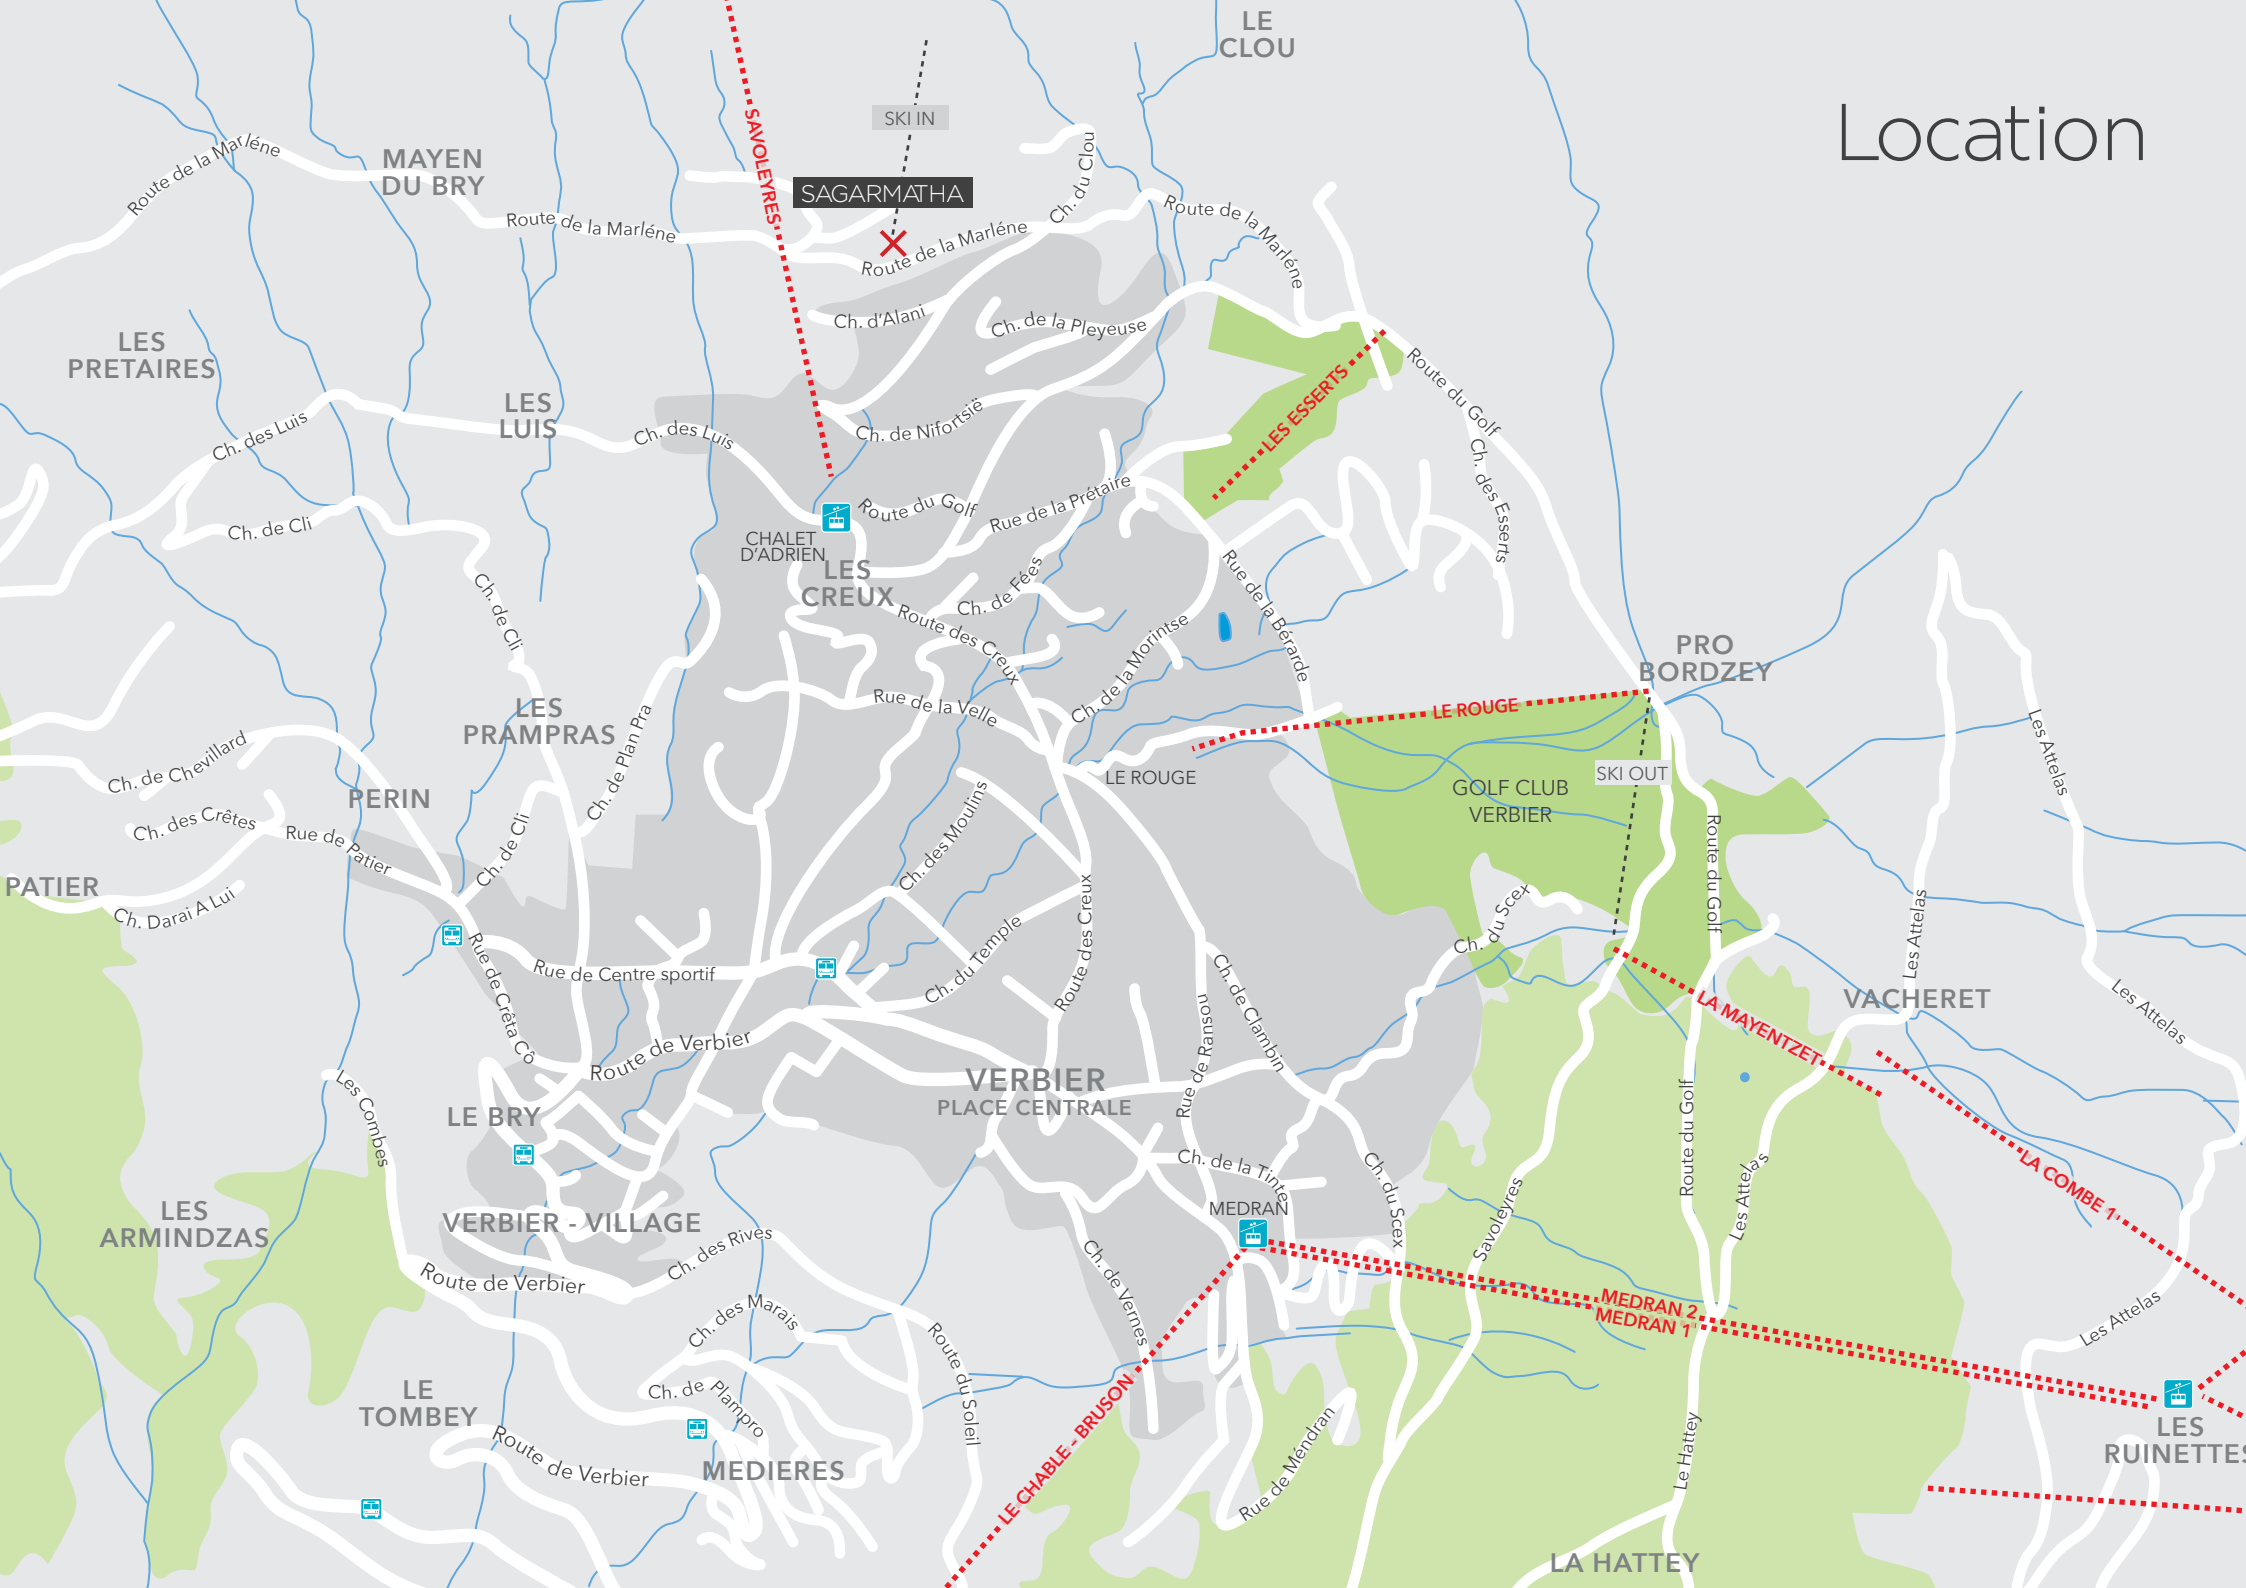 LE
CLOU
Location
SKI IN
SAVOLEYRES
Route de la Marléne
MAYEN
DU BRY
SAGARMATHA
Ch. du Clou
Route de la Marléne
Route de la Marléne
Route de la Marléne
Ch. d'Alani
Ch. de la Pleyeuse
LES
PRETAIRES
LES ESSERTS
Route du Golf
LES
LUIS
Ch. des Luis
Ch. des Luis
Ch. de Nifortsië
Ch. des Esserts
Ch. de Cli
Route du Golf
Rue de la Prétaire
CHALET
D'ADRIEN
LES
CREUX
Ch. de Cli
Ch. de Fées
Route des Creux
Ch. de la Morintse
Rue de la Bérarde
PRO
BORDZEY
LES
PRAMPRAS
Ch. de Plan Pra
Rue de la Velle
LE ROUGE
Les Attelas
Ch. de Chevillard
PERIN
LE ROUGE
SKI OUT
GOLF CLUB
VERBIER
Ch. des Crêtes
Rue de Patier
Ch. de Cli
Ch. des Moulins
Route du Golf
PATIER
Ch. Darai A Lui
Route des Creux
Ch. du Scex
Les Attelas
Rue de Crêta Cô
Rue de Centre sportif
Ch. du Temple
Ch. de Clambin
Rue de Ransou
LA MAYENTZET
VACHERET
Les Attelas
Route de Verbier
VERBIER
PLACE CENTRALE
Les Combes
LE BRY
Route du Golf
Ch. de la Tinte
Ch. du Scex
Les Attelas
LA COMBE 1
Savoleyres
LES
ARMINDZAS
VERBIER - VILLAGE
MEDRAN
Ch. des Rives
Route de Verbier
Ch. de Vernes
MEDRAN 2
MEDRAN 1
Les Attelas
Ch. des Marais
Route du Soleil
LE
TOMBEY
Ch. de Plampro
LE CHABLE - BRUSON
Rue de Méndran
Le Hattey
LES
RUINETTES
Route de Verbier
MEDIERES
LA HATTEY